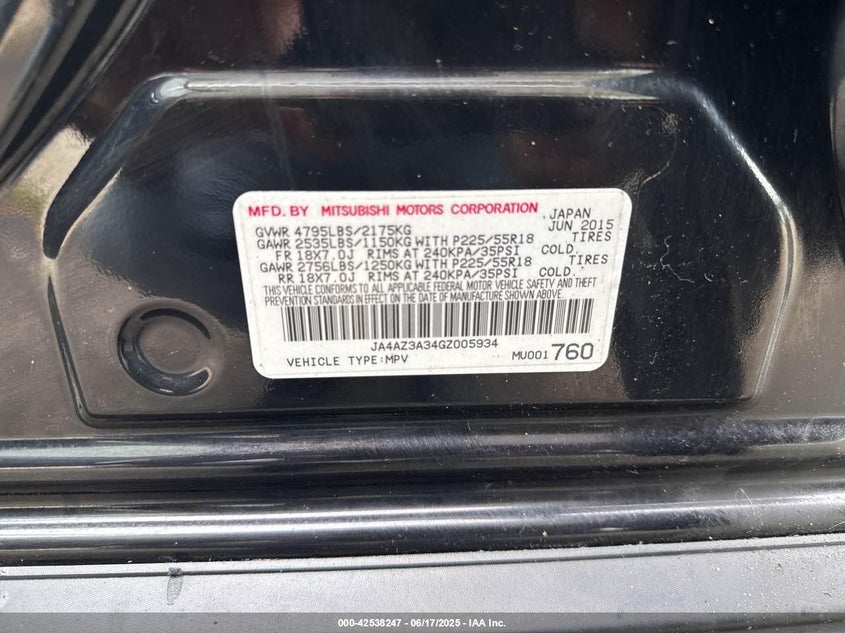 MFD. BY MITSUBISHI MOTORS CORPORATION JAPAN
GVWR 4795LBS/2175KG JUN 2015
GAWR 2535LBS/1150KG WITH P225/55R18 TIRES
FR 18X7.0J RIMS AT 240KPA/35PSI COLD.
GAWR 2756LBS/1250KG WITH P225/55R18 TIRES
RR 18X7.0J RIMS AT 240KPA/35PSI COLD.
THIS VEHICLE CONFORMS TO ALL APPLICABLE FEDERAL MOTOR VEHICLE SAFETY AND THEFT
PREVENTION STANDARDS IN EFFECT ON THE DATE OF MANUFACTURE SHOWN ABOVE.
JA4AZ3A34GZ005934
VEHICLE TYPE:MPV MU001 760
000-42538247 - 06/17/2025 - IAA Inc.